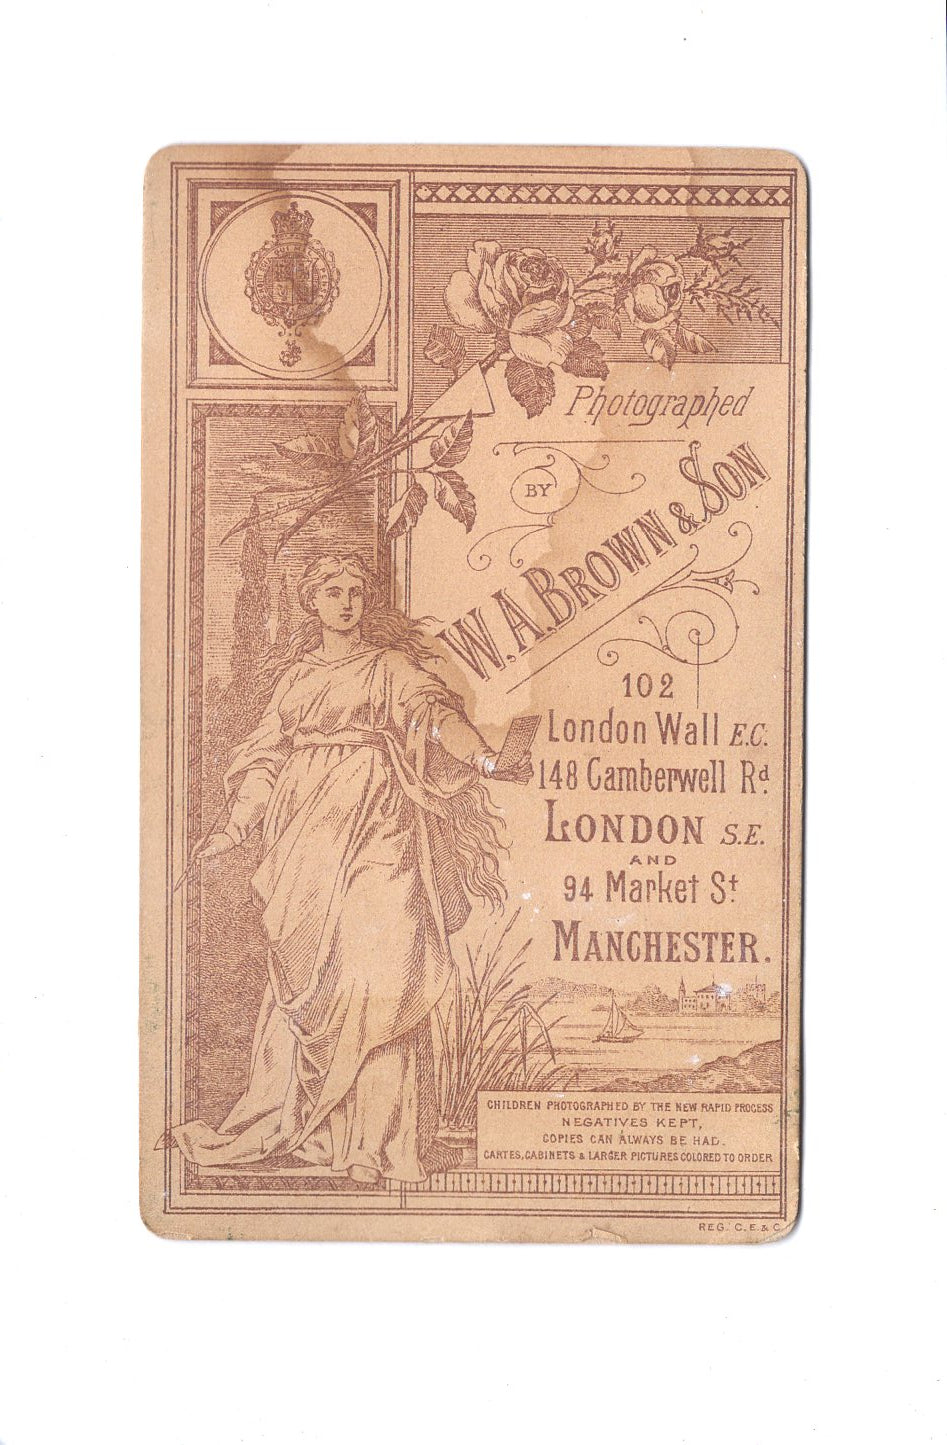 Photographed
BY
W. A. BROWN & SON
102
London Wall E.C.
148 Camberwell Rd.
LONDON S.E.
AND
94 Market St
MANCHESTER.
CHILDREN PHOTOGRAPHED BY THE NEW RAPID PROCESS
NEGATIVES KEPT,
COPIES CAN ALWAYS BE HAD.
CARTES, CABINETS & LARGER PICTURES COLORED TO ORDER
REG. C. E. & C